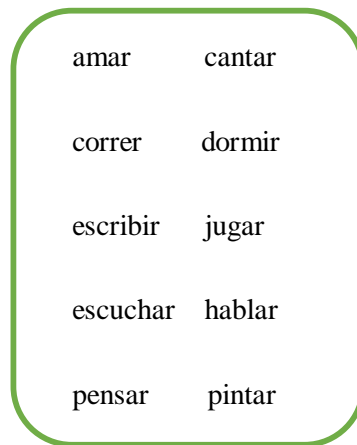 amar cantar
correr dormir
escribir jugar
escuchar hablar
pensar pintar